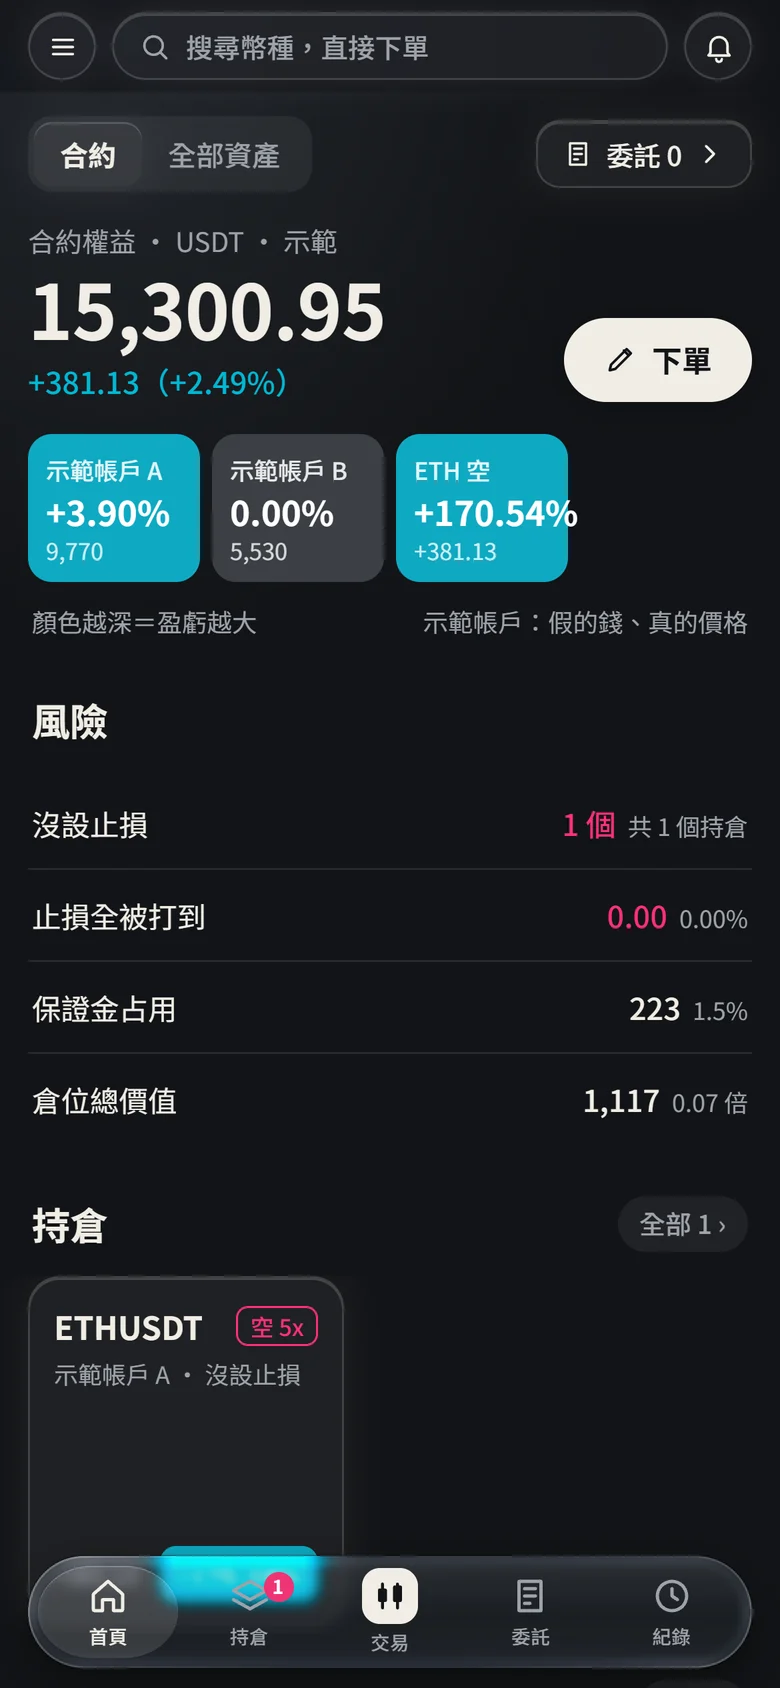 搜尋幣種，直接下單
合約 全部資產 委託 0
合約權益 · USDT · 示範
15,300.95
+381.13（+2.49%）
下單
示範帳戶 A
+3.90%
9,770
示範帳戶 B
0.00%
5,530
ETH 空
+170.54%
+381.13
顏色越深＝盈虧越大 示範帳戶：假的錢、真的價格
風險
沒設止損 1 個 共 1 個持倉
止損全被打到 0.00 0.00%
保證金占用 223 1.5%
倉位總價值 1,117 0.07 倍
持倉 全部 1 ›
ETHUSDT 空 5x
示範帳戶 A · 沒設止損
1
首頁 持倉 交易 委託 紀錄